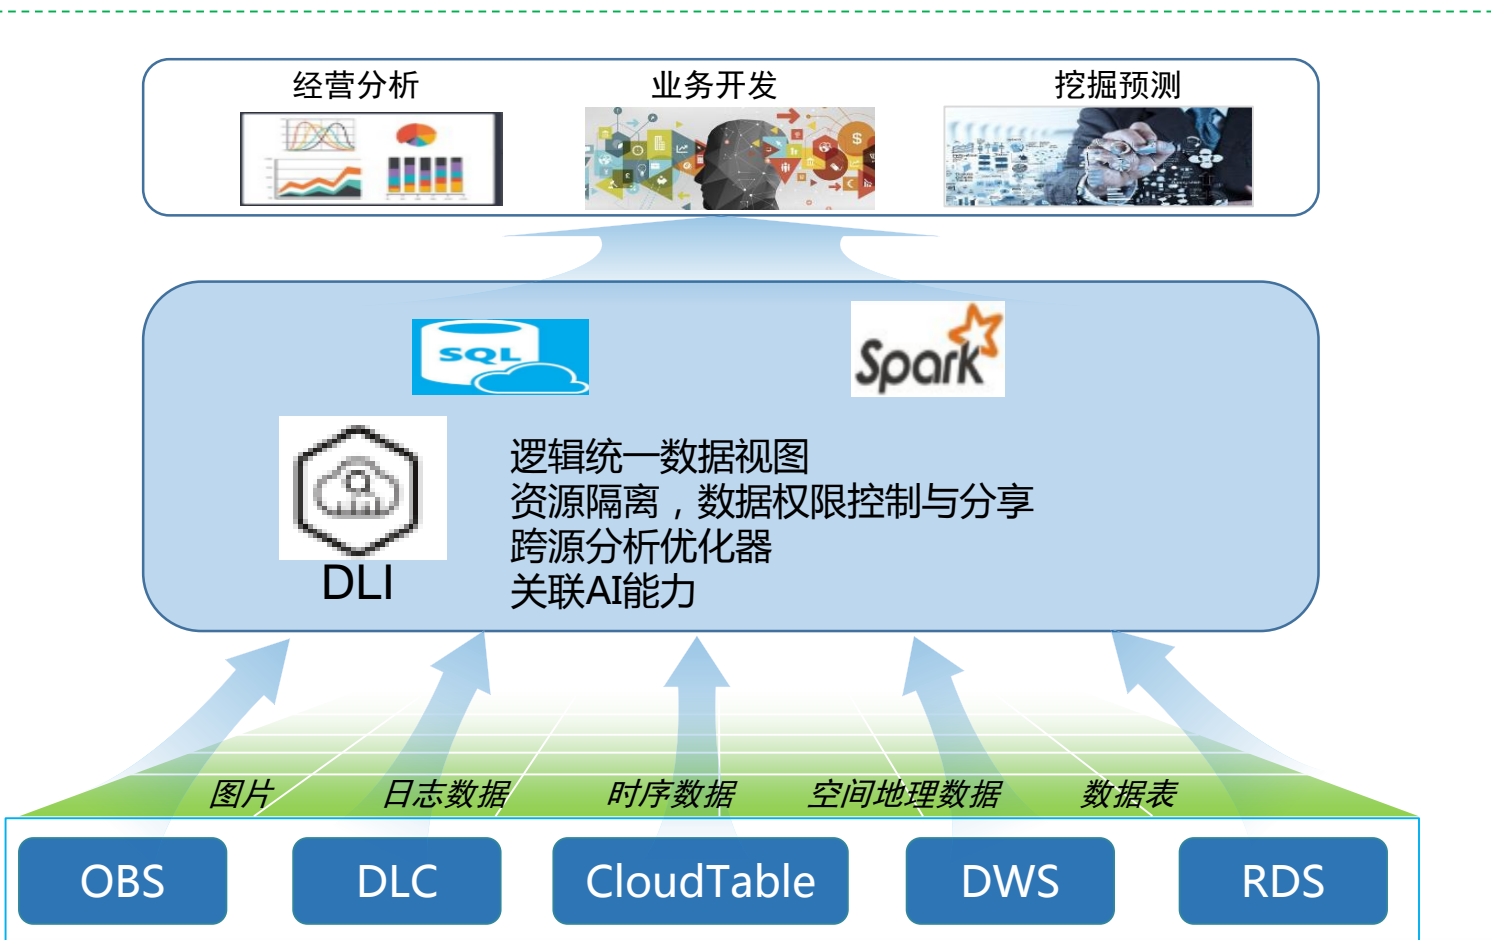 经营分析
业务开发
挖掘预测
SQL
Spark
逻辑统一数据视图
资源隔离，数据权限控制与分享
跨源分析优化器
关联AI能力
DLI
图片
日志数据
时序数据
空间地理数据
数据表
OBS
DLC
CloudTable
DWS
RDS